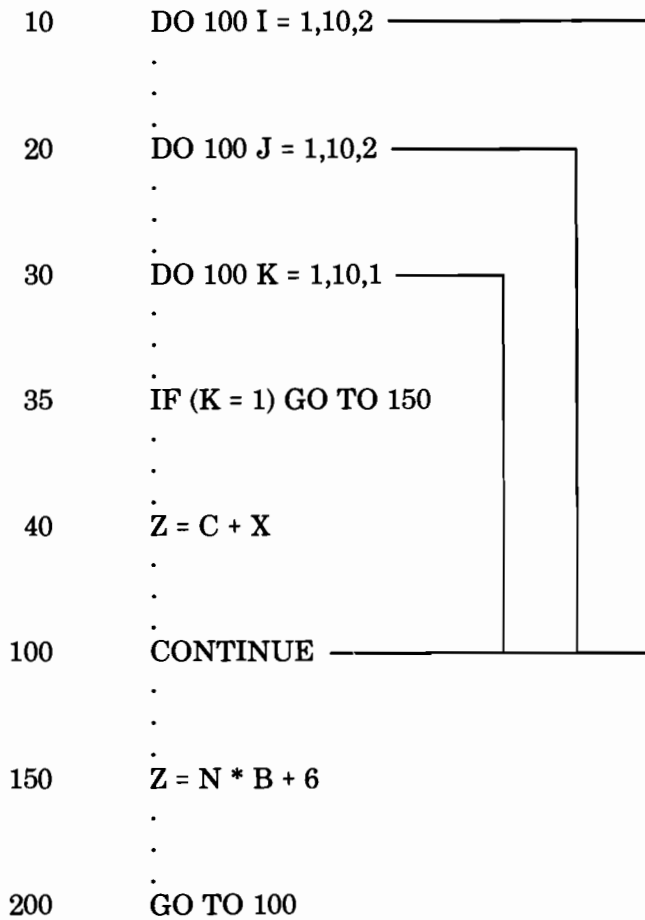 10 DO 100 I = 1,10,2
.
.
.
20 DO 100 J = 1,10,2
.
.
.
30 DO 100 K = 1,10,1
.
.
.
35 IF (K = 1) GO TO 150
.
.
.
40 Z = C + X
.
.
.
100 CONTINUE
.
.
.
150 Z = N * B + 6
.
.
.
200 GO TO 100